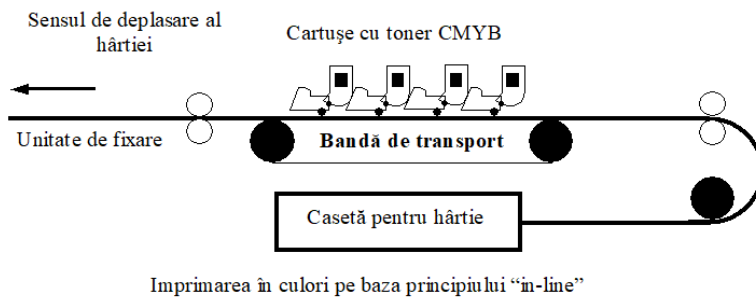 Sensul de deplasare al
hârtiei
Cartuşe cu toner CMYB
Unitate de fixare
Bandă de transport
Casetă pentru hârtie
Imprimarea în culori pe baza principiului “in-line”